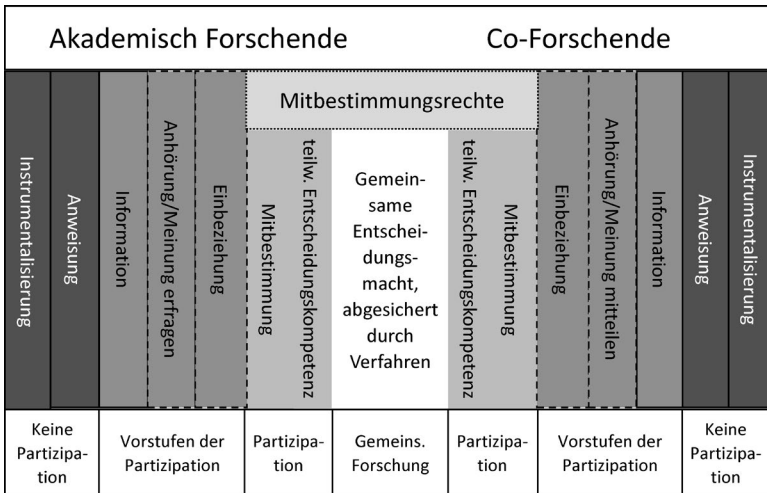 Akademisch Forschende
Co-Forschende
Mitbestimmungsrechte
Instrumentalisierung
Anweisung
Information
Anhörung/Meinung erfragen
Einbeziehung
Mitbestimmung
teilw. Entscheidungskompetenz
Gemein-
same
Entschei-
dungs-
macht,
abgesichert
durch
Verfahren
teilw. Entscheidungskompetenz
Mitbestimmung
Einbeziehung
Anhörung/Meinung mitteilen
Information
Anweisung
Instrumentalisierung
Keine
Partizipa-
tion
Vorstufen der
Partizipation
Partizipa-
tion
Gemeins.
Forschung
Partizipa-
tion
Vorstufen der
Partizipation
Keine
Partizipa-
tion